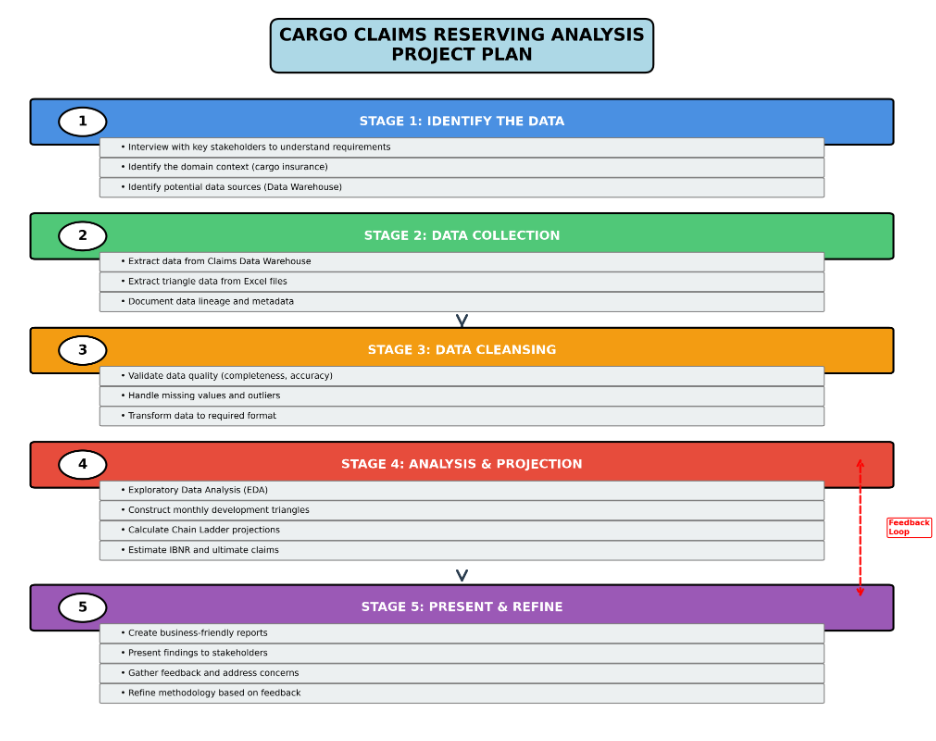 CARGO CLAIMS RESERVING ANALYSIS
PROJECT PLAN
1
STAGE 1: IDENTIFY THE DATA
• Interview with key stakeholders to understand requirements
• Identify the domain context (cargo insurance)
• Identify potential data sources (Data Warehouse)
2
STAGE 2: DATA COLLECTION
• Extract data from Claims Data Warehouse
• Extract triangle data from Excel files
• Document data lineage and metadata
3
STAGE 3: DATA CLEANSING
• Validate data quality (completeness, accuracy)
• Handle missing values and outliers
• Transform data to required format
4
STAGE 4: ANALYSIS & PROJECTION
• Exploratory Data Analysis (EDA)
• Construct monthly development triangles
• Calculate Chain Ladder projections
• Estimate IBNR and ultimate claims
Feedback
Loop
5
STAGE 5: PRESENT & REFINE
• Create business-friendly reports
• Present findings to stakeholders
• Gather feedback and address concerns
• Refine methodology based on feedback